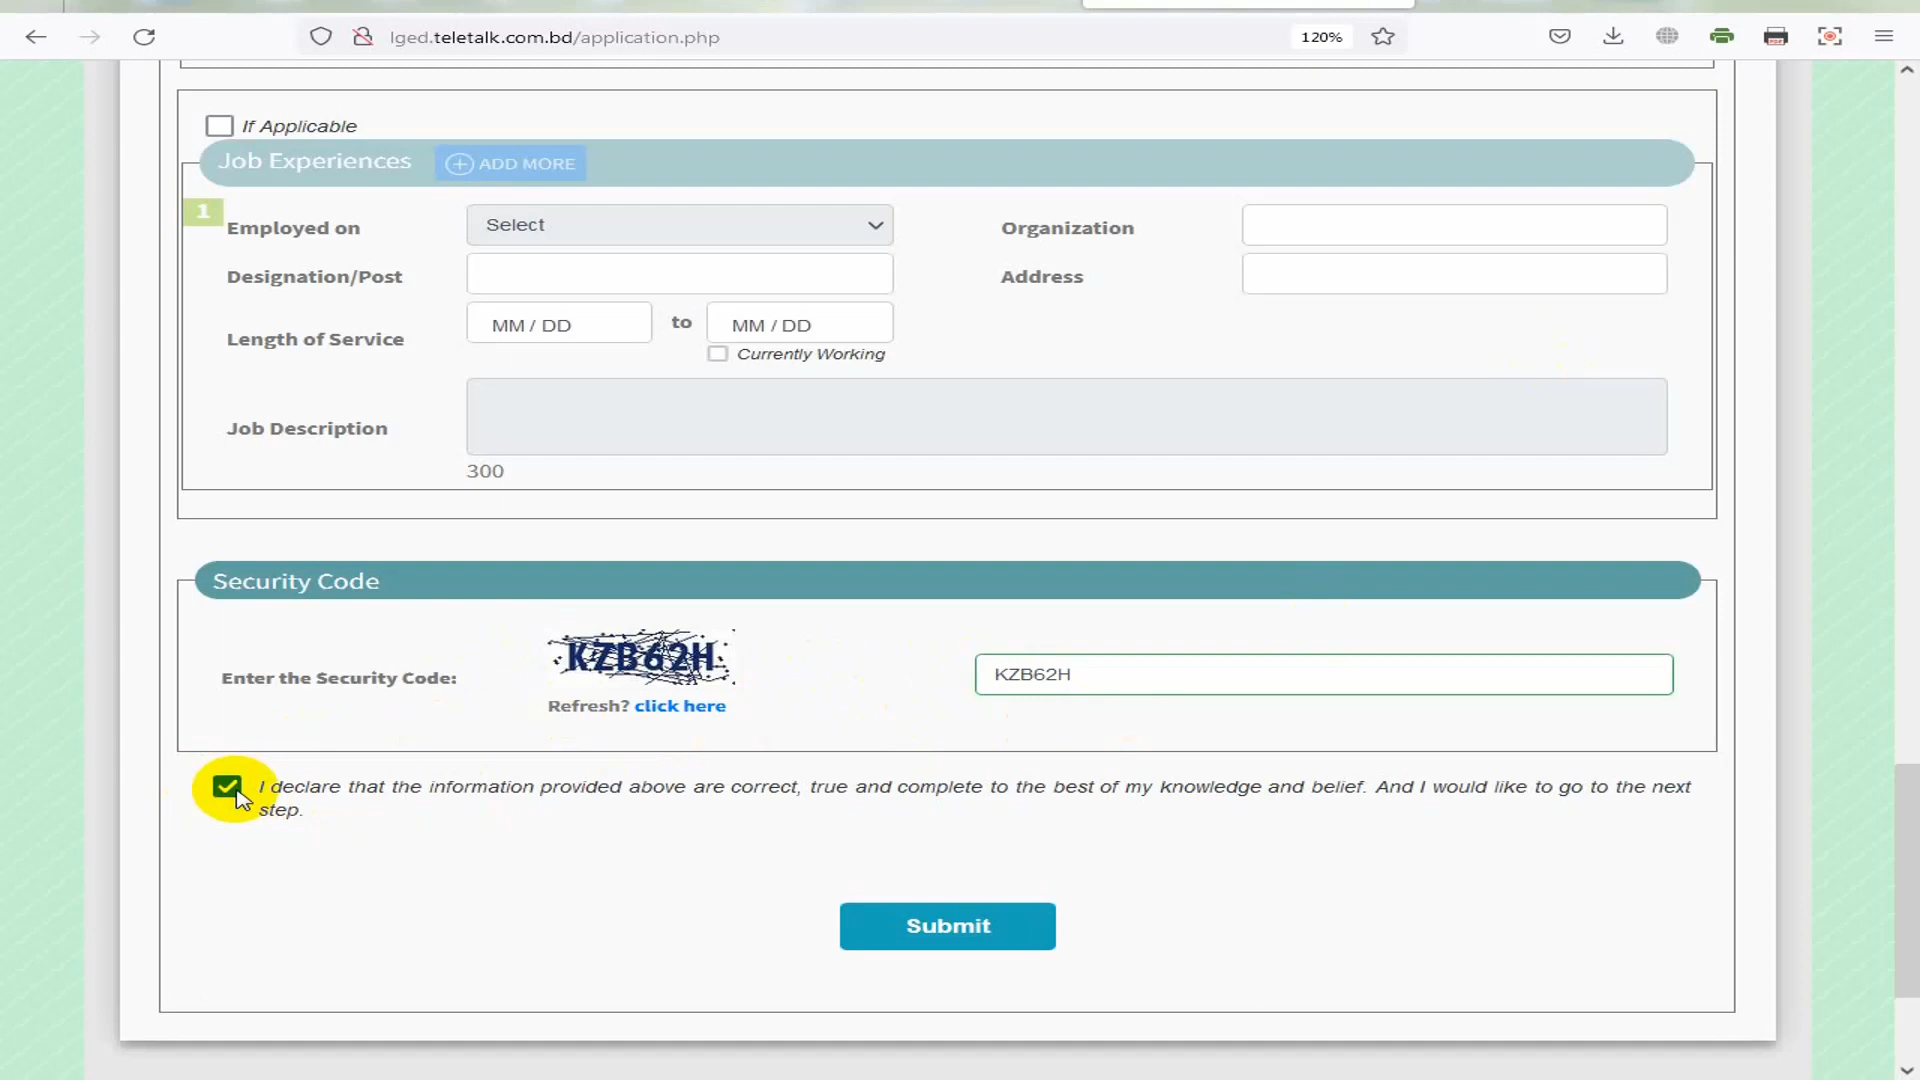 lged.teletalk.com.bd/application.php
120%
If Applicable
Job Experiences
ADD MORE
1
Employed on
Select
Organization
Designation/Post
Address
Length of Service
MM / DD
to
MM / DD
Currently Working
Job Description
300
Security Code
Enter the Security Code:
KZB62H
KZB62H
Refresh? click here
I declare that the information provided above are correct, true and complete to the best of my knowledge and belief. And I would like to go to the next
step.
Submit